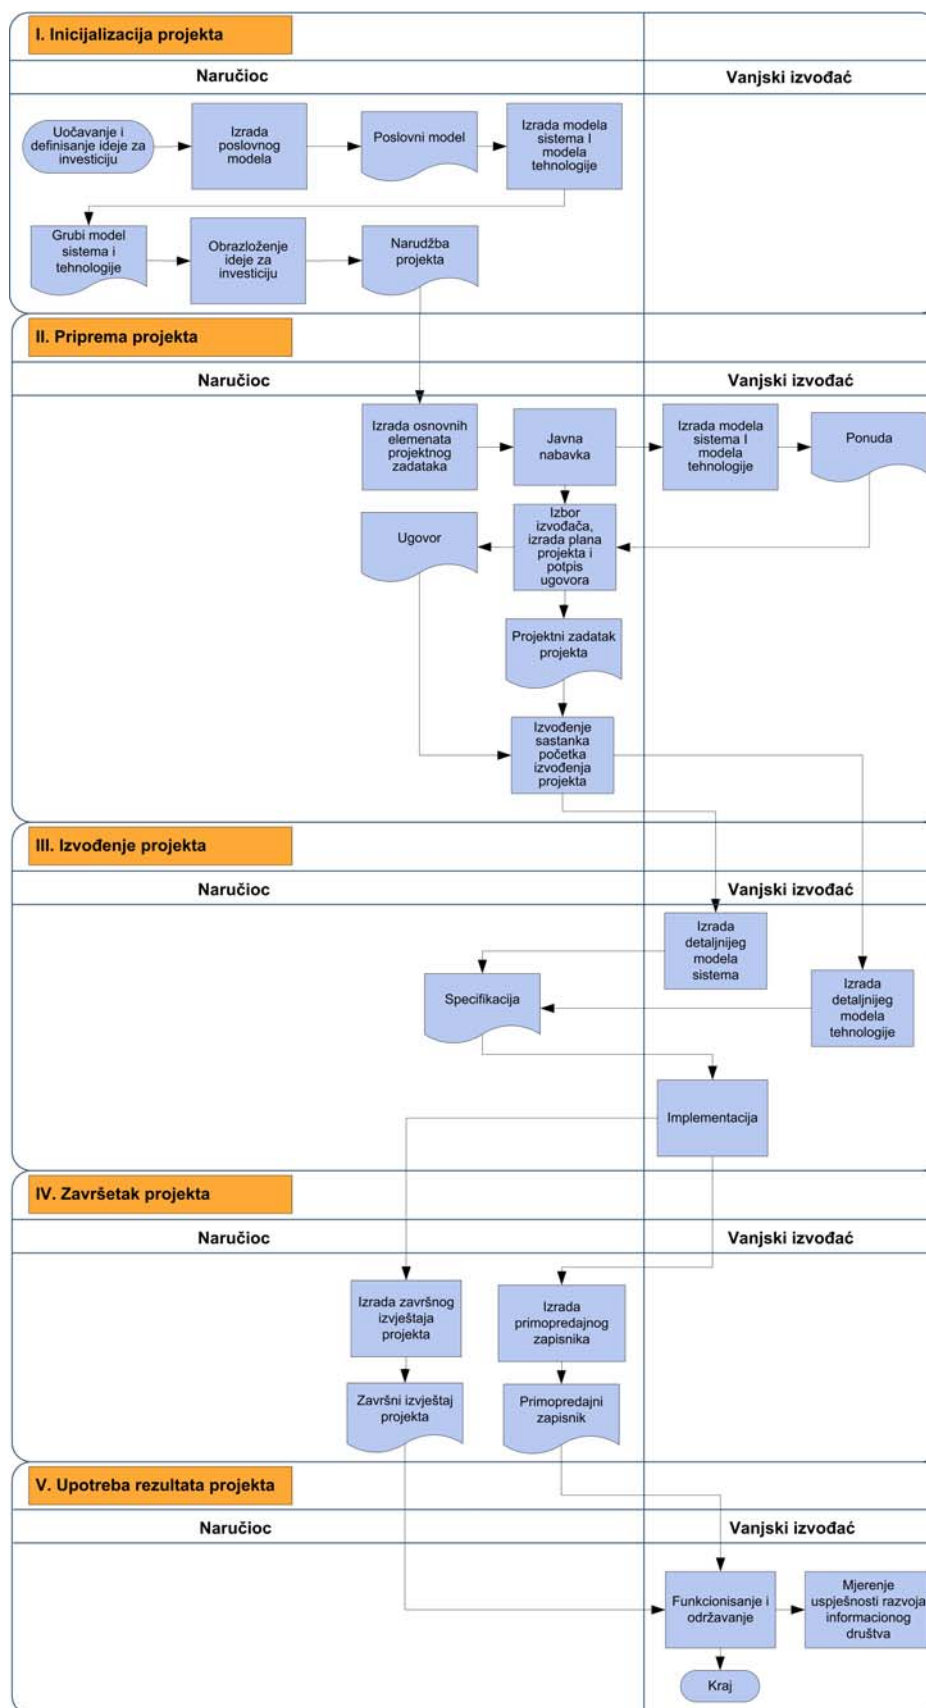 I. Inicijalizacija projekta
Naručioc
Vanjski izvođač
Uočavanje i
definisanje ideje za
investiciju
Izrada
poslovnog
modela
Poslovni model
Izrada modela
sistema I
modela
tehnologije
Grubi model
sistema i
tehnologije
Obrazloženje
ideje za
investiciju
Narudžba
projekta
II. Priprema projekta
Naručioc
Vanjski izvođač
Izrada osnovnih
elemenata
projektnog
zadataka
Javna
nabavka
Izrada modela
sistema I
modela
tehnologije
Ponuda
Ugovor
Izbor
izvođača,
izrada plana
projekta i
potpis
ugovora
Projektni zadatak
projekta
Izvođenje
sastanka
početka
izvođenja
projekta
III. Izvođenje projekta
Naručioc
Vanjski izvođač
Izrada
detaljnijeg
modela
sistema
Specifikacija
Izrada
detaljnijeg
modela
tehnologije
Implementacija
IV. Završetak projekta
Naručioc
Vanjski izvođač
Izrada završnog
izvještaja
projekta
Izrada
primopredajnog
zapisnika
Završni izvještaj
projekta
Primopredajni
zapisnik
V. Upotreba rezultata projekta
Naručioc
Vanjski izvođač
Funkcionisanje i
održavanje
Mjerenje
uspješnosti razvoja
informacionog
društva
Kraj